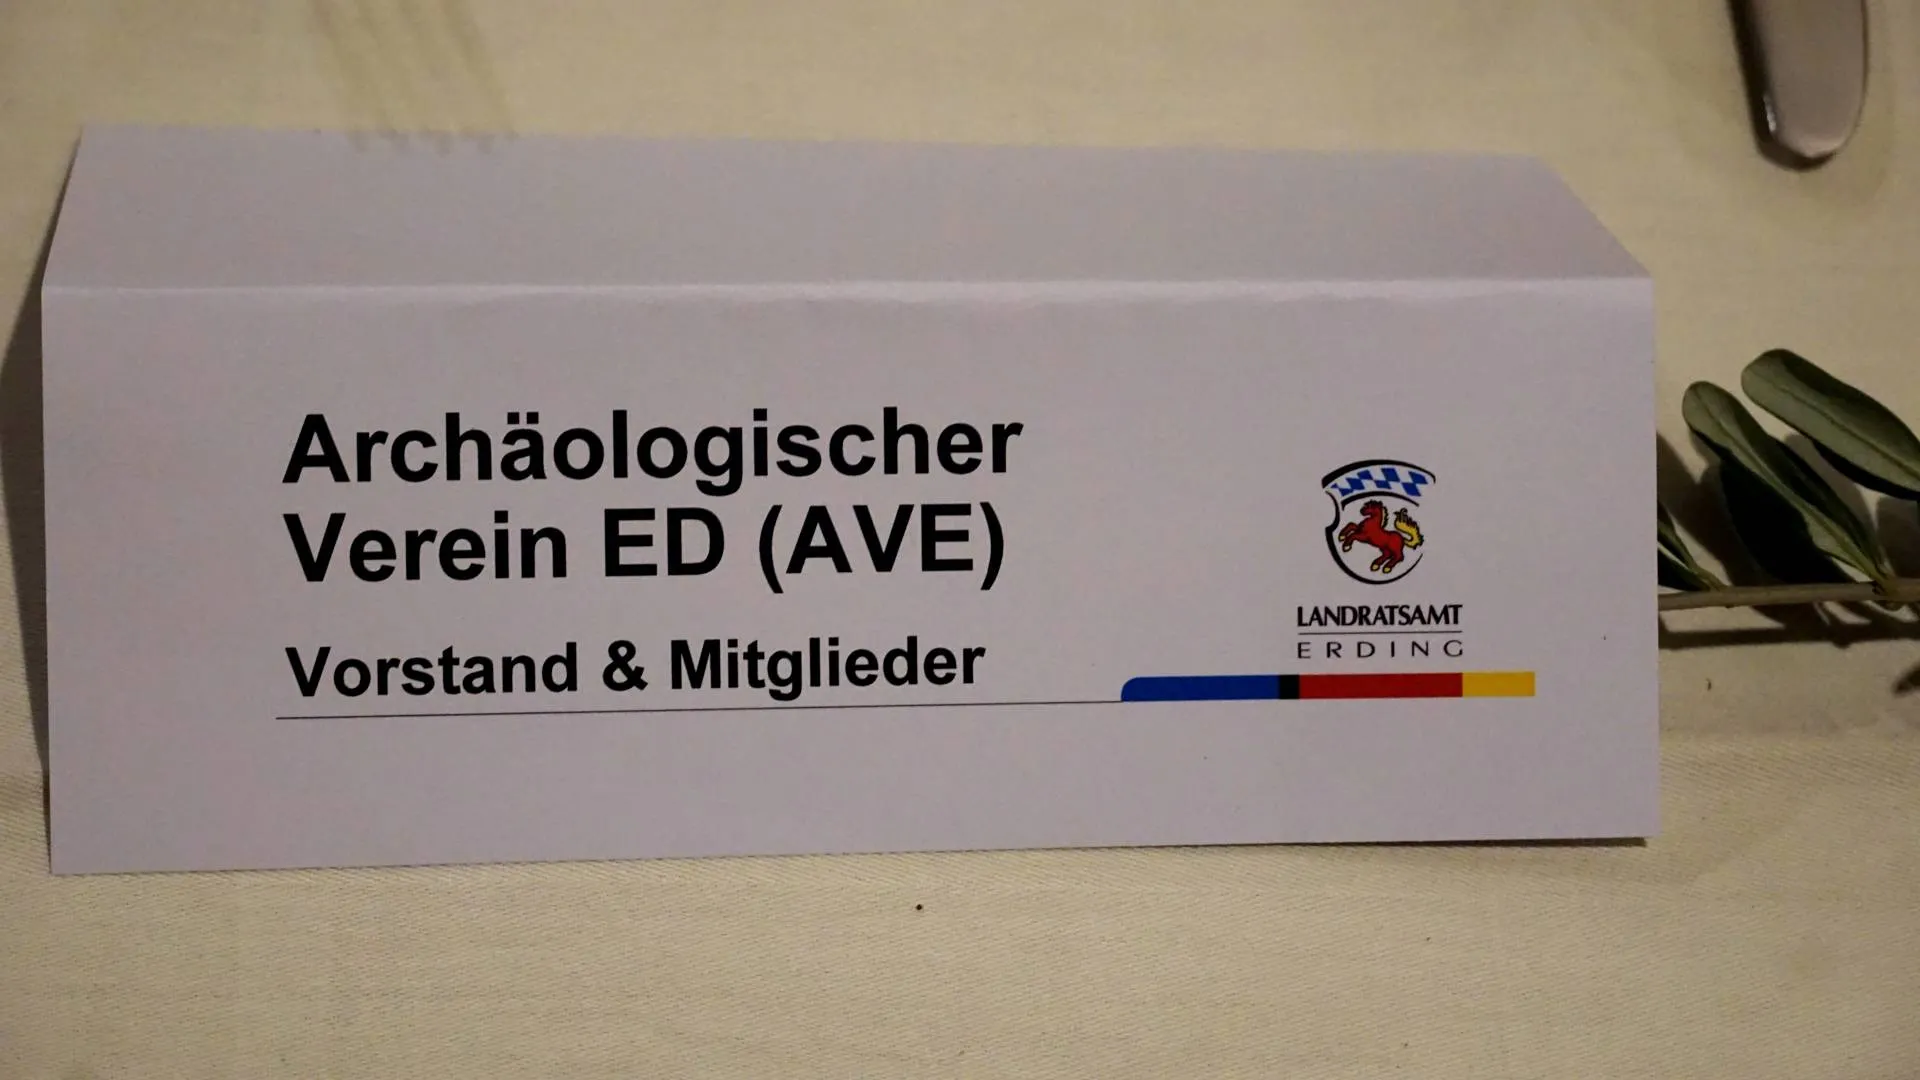 Archäologischer
Verein ED (AVE)
Vorstand & Mitglieder
LANDRATSAMT
ERDING